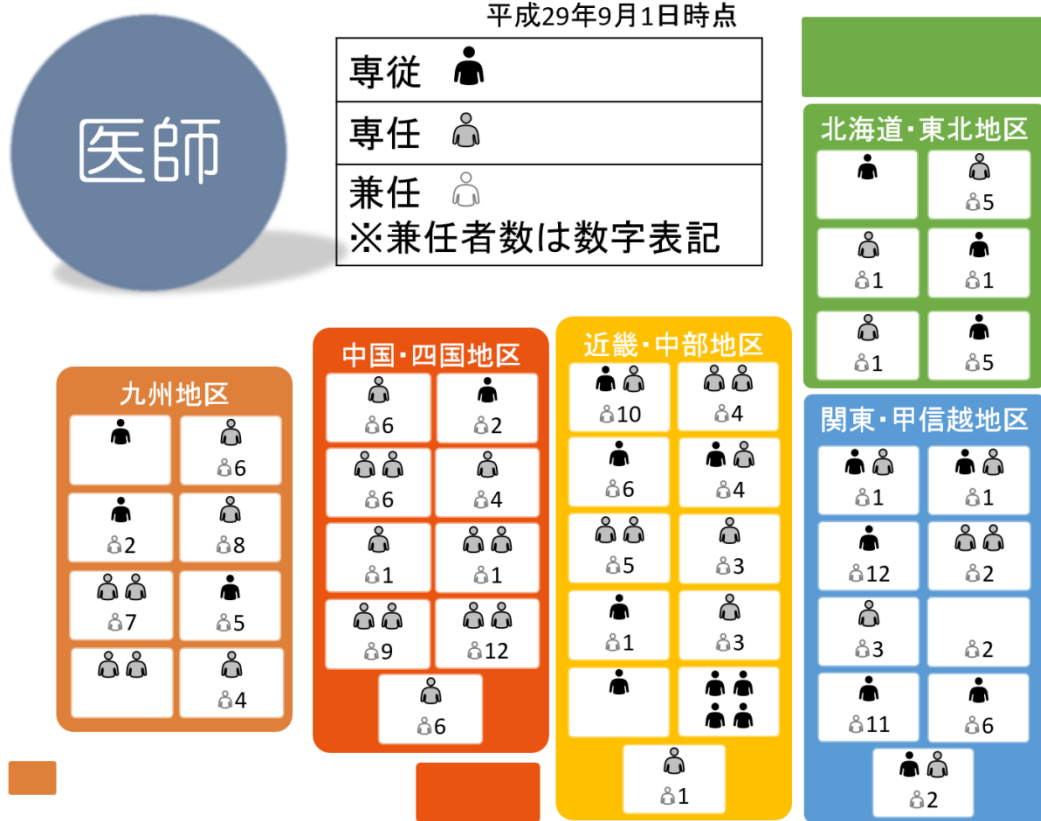 平成29年9月1日時点
医師
専従
専任
兼任
※兼任者数は数字表記
北海道・東北地区
5
1 1
1 5
関東・甲信越地区
1 1
12 2
3 2
11 6
2
近畿・中部地区
10 4
6 4
5 3
1 3
1
中国・四国地区
6 2
6 4
1 1
9 12
6
九州地区
6
2 8
7 5
4